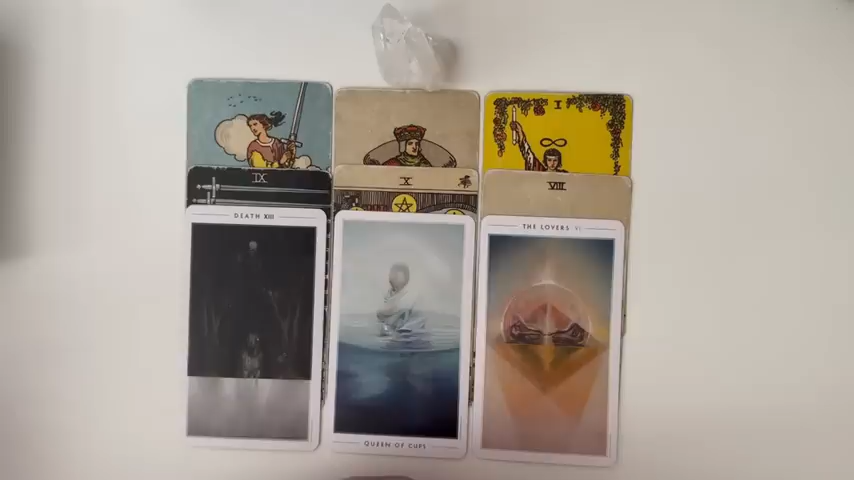 I
IX
X
VIII
DEATH XIII
THE LOVERS VI
QUEEN OF CUPS